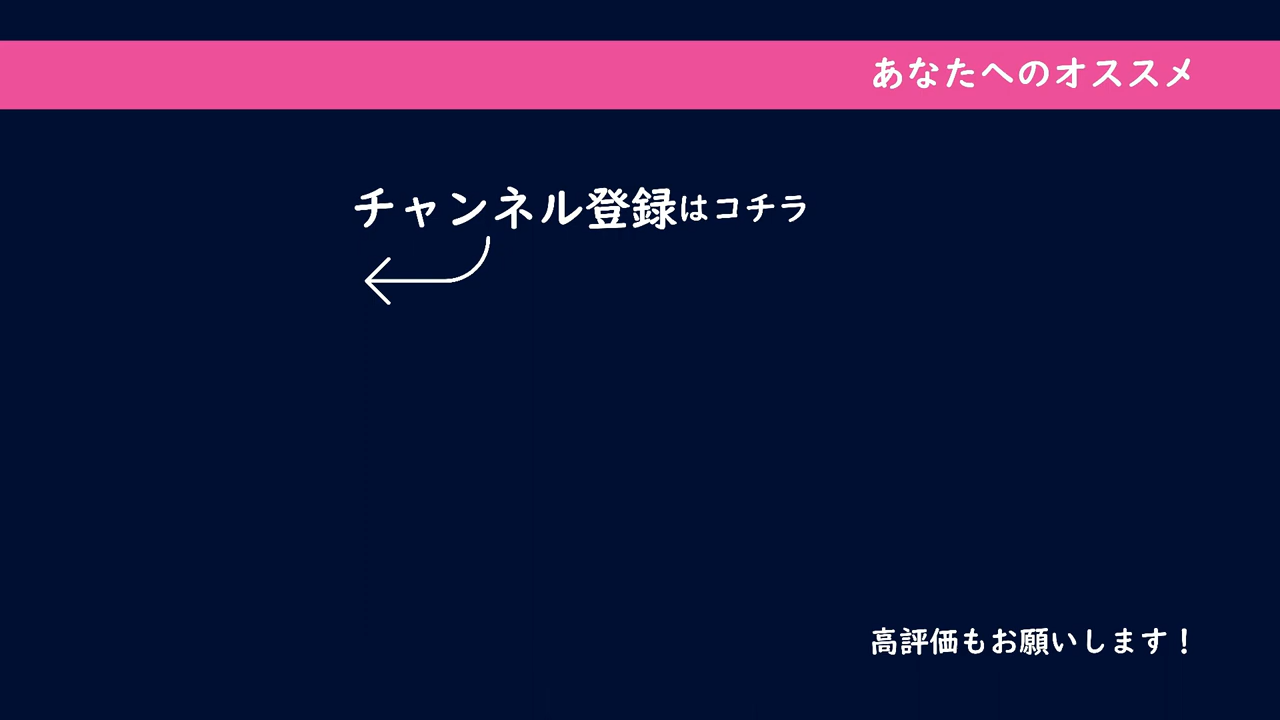 あなたへのオススメ
チャンネル登録はコチラ
高評価もお願いします！